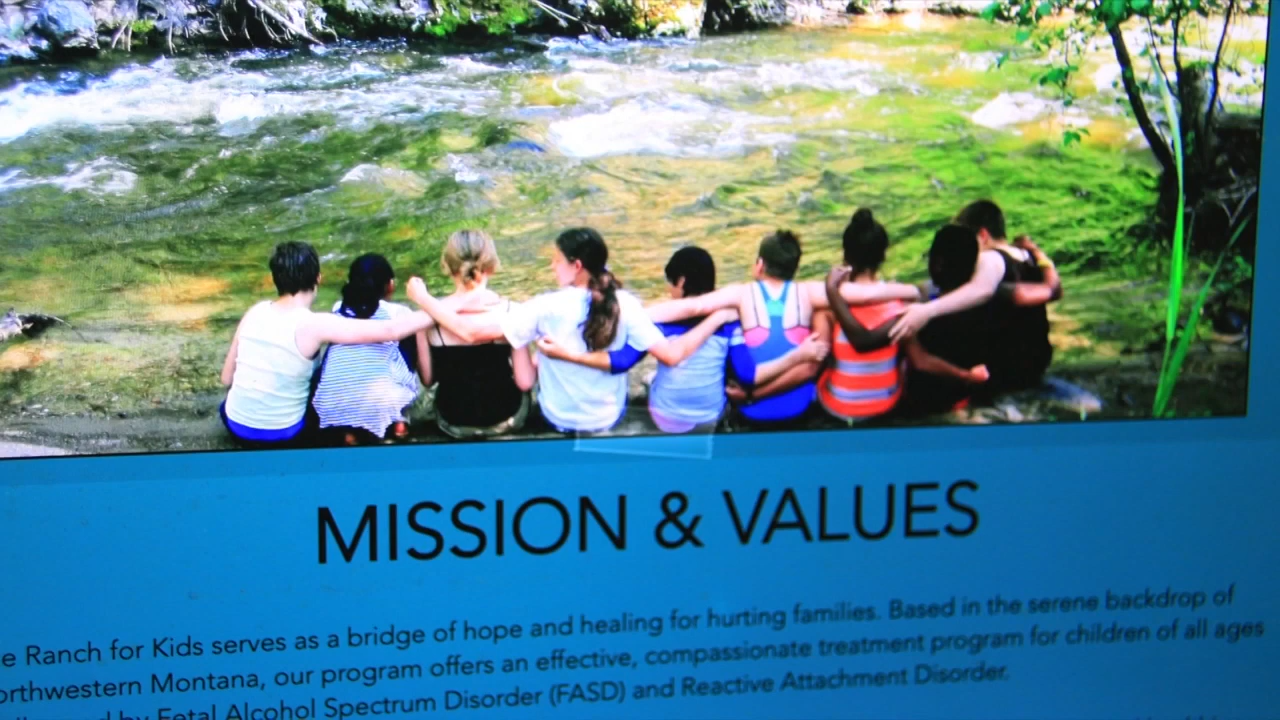 MISSION & VALUES
e Ranch for Kids serves as a bridge of hope and healing for hurting families. Based in the serene backdrop of
orthwestern Montana, our program offers an effective, compassionate treatment program for children of all ages
by Fetal Alcohol Spectrum Disorder (FASD) and Reactive Attachment Disorder.